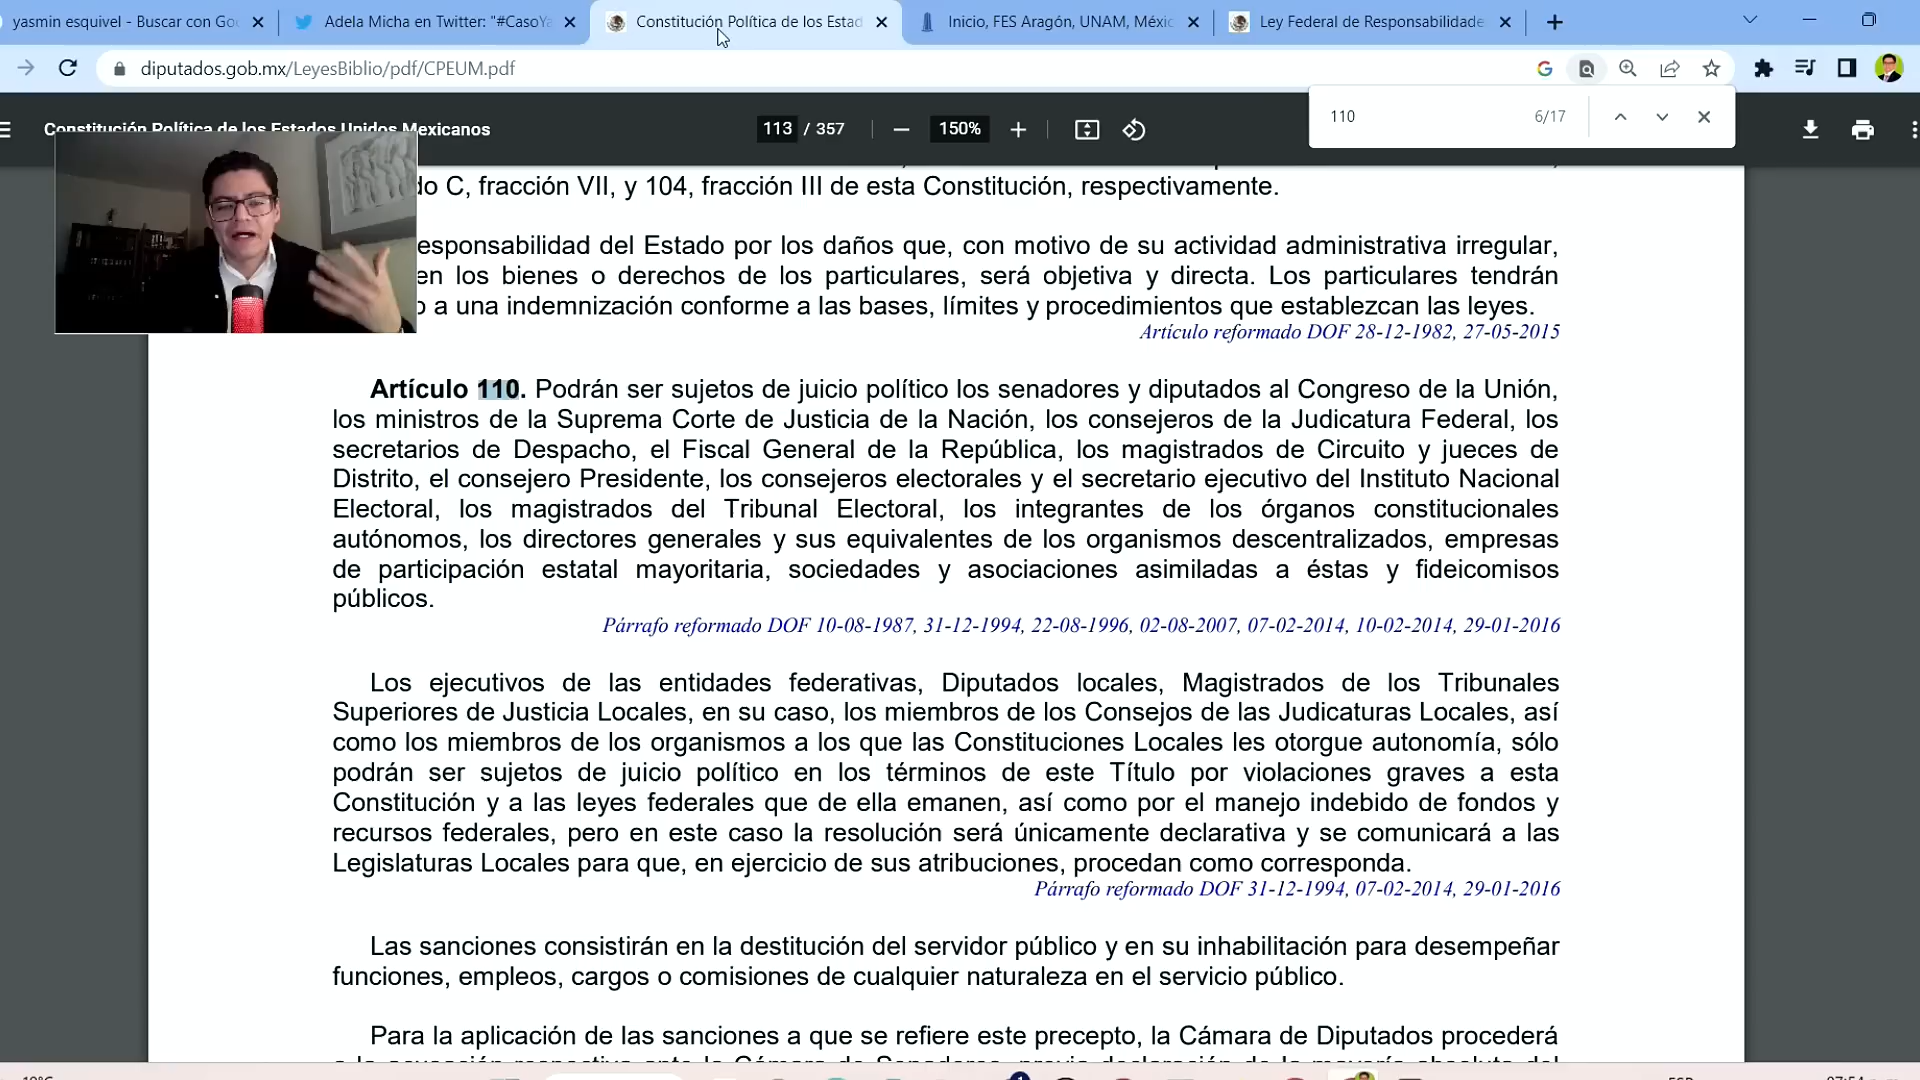 yasmin esquivel - Buscar con Goo
Adela Micha en Twitter: "#CasoYa
Constitución Política de los Estad
Inicio, FES Aragón, UNAM, Méxic
Ley Federal de Responsabilidade
diputados.gob.mx/LeyesBiblio/pdf/CPEUM.pdf
110 6/17
Constitución Política de los Estados Unidos Mexicanos
113 / 357
150%
do C, fracción VII, y 104, fracción III de esta Constitución, respectivamente.
esponsabilidad del Estado por los daños que, con motivo de su actividad administrativa irregular,
en los bienes o derechos de los particulares, será objetiva y directa. Los particulares tendrán
o a una indemnización conforme a las bases, límites y procedimientos que establezcan las leyes.
Artículo reformado DOF 28-12-1982, 27-05-2015
Artículo 110. Podrán ser sujetos de juicio político los senadores y diputados al Congreso de la Unión,
los ministros de la Suprema Corte de Justicia de la Nación, los consejeros de la Judicatura Federal, los
secretarios de Despacho, el Fiscal General de la República, los magistrados de Circuito y jueces de
Distrito, el consejero Presidente, los consejeros electorales y el secretario ejecutivo del Instituto Nacional
Electoral, los magistrados del Tribunal Electoral, los integrantes de los órganos constitucionales
autónomos, los directores generales y sus equivalentes de los organismos descentralizados, empresas
de participación estatal mayoritaria, sociedades y asociaciones asimiladas a éstas y fideicomisos
públicos.
Párrafo reformado DOF 10-08-1987, 31-12-1994, 22-08-1996, 02-08-2007, 07-02-2014, 10-02-2014, 29-01-2016
Los ejecutivos de las entidades federativas, Diputados locales, Magistrados de los Tribunales
Superiores de Justicia Locales, en su caso, los miembros de los Consejos de las Judicaturas Locales, así
como los miembros de los organismos a los que las Constituciones Locales les otorgue autonomía, sólo
podrán ser sujetos de juicio político en los términos de este Título por violaciones graves a esta
Constitución y a las leyes federales que de ella emanen, así como por el manejo indebido de fondos y
recursos federales, pero en este caso la resolución será únicamente declarativa y se comunicará a las
Legislaturas Locales para que, en ejercicio de sus atribuciones, procedan como corresponda.
Párrafo reformado DOF 31-12-1994, 07-02-2014, 29-01-2016
Las sanciones consistirán en la destitución del servidor público y en su inhabilitación para desempeñar
funciones, empleos, cargos o comisiones de cualquier naturaleza en el servicio público.
Para la aplicación de las sanciones a que se refiere este precepto, la Cámara de Diputados procederá